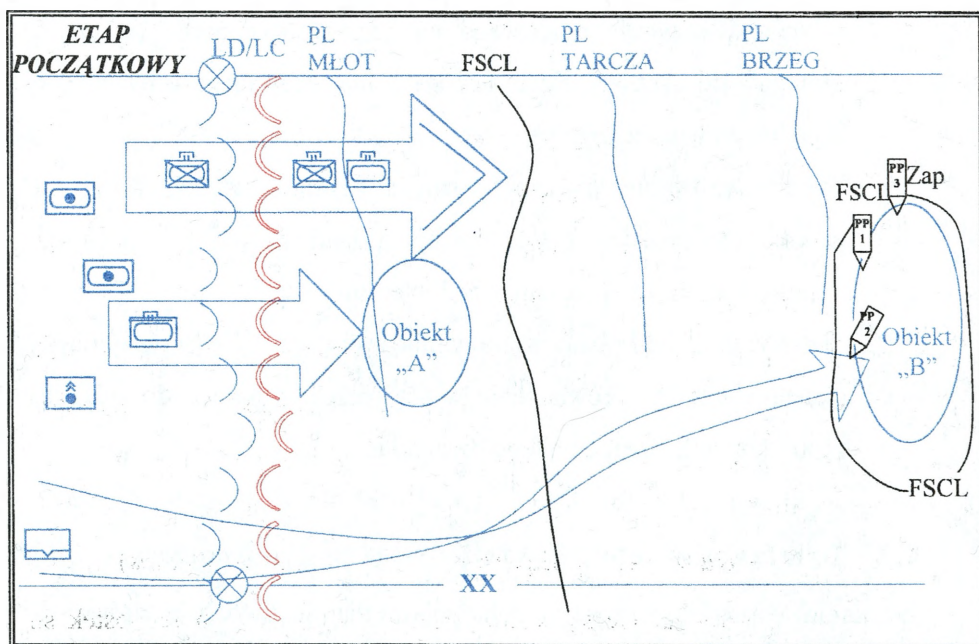 ETAP
POCZĄTKOWY
LD/LC
PL
MŁOT
FSCL
PL
TARCZA
PL
BRZEG
PP
3
Zap
FSCL
PP
1
PP
2
Obiekt
„A”
Obiekt
„B”
FSCL
XX